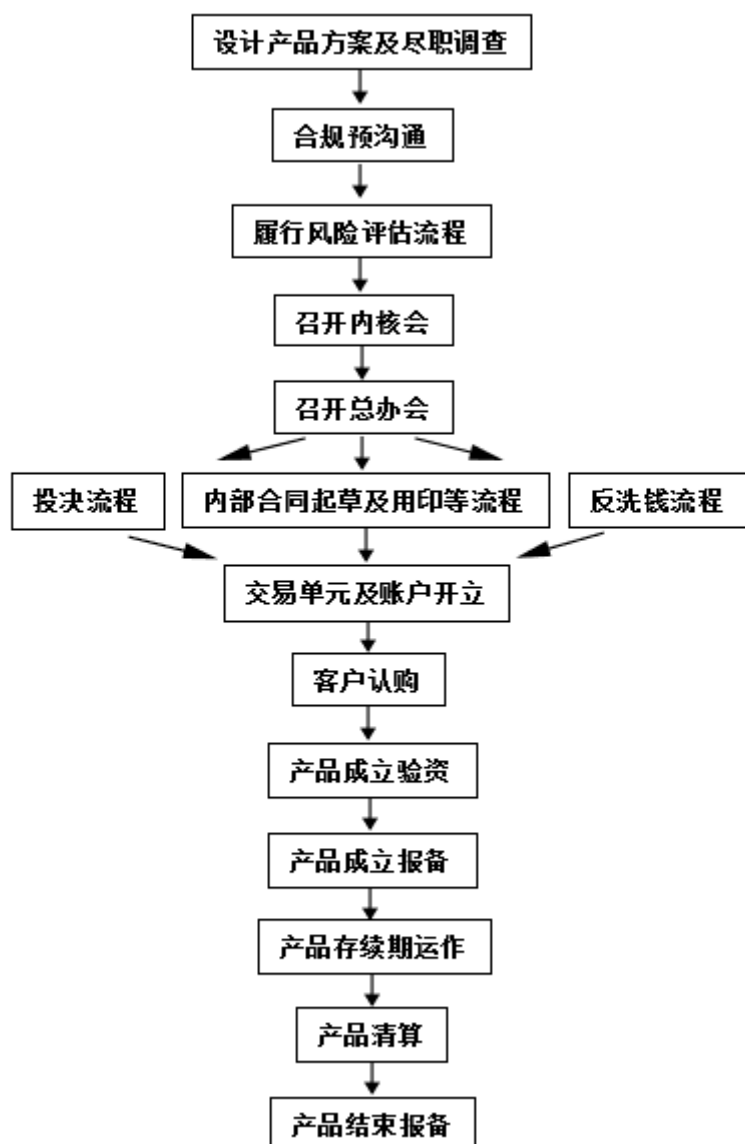 设计产品方案及尽职调查
合规预沟通
履行风险评估流程
召开内核会
召开总办会
投决流程
内部合同起草及用印等流程
反洗钱流程
交易单元及账户开立
客户认购
产品成立验资
产品成立报备
产品存续期运作
产品清算
产品结束报备